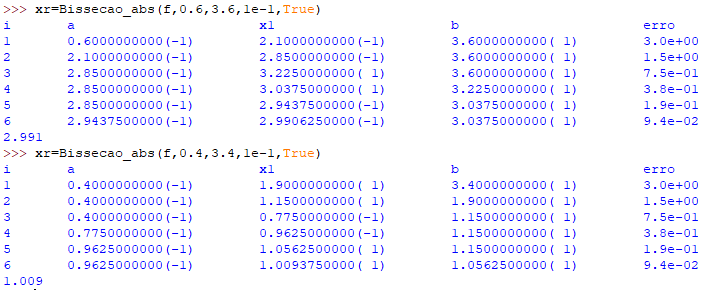 >>> xr=Bissecao_abs(f,0.6,3.6,1e-1,True)
i a x1 b erro
1 0.6000000000(-1) 2.1000000000(-1) 3.6000000000( 1) 3.0e+00
2 2.1000000000(-1) 2.8500000000(-1) 3.6000000000( 1) 1.5e+00
3 2.8500000000(-1) 3.2250000000( 1) 3.6000000000( 1) 7.5e-01
4 2.8500000000(-1) 3.0375000000( 1) 3.2250000000( 1) 3.8e-01
5 2.8500000000(-1) 2.9437500000(-1) 3.0375000000( 1) 1.9e-01
6 2.9437500000(-1) 2.9906250000(-1) 3.0375000000( 1) 9.4e-02
2.991
>>> xr=Bissecao_abs(f,0.4,3.4,1e-1,True)
i a x1 b erro
1 0.4000000000(-1) 1.9000000000( 1) 3.4000000000( 1) 3.0e+00
2 0.4000000000(-1) 1.1500000000( 1) 1.9000000000( 1) 1.5e+00
3 0.4000000000(-1) 0.7750000000(-1) 1.1500000000( 1) 7.5e-01
4 0.7750000000(-1) 0.9625000000(-1) 1.1500000000( 1) 3.8e-01
5 0.9625000000(-1) 1.0562500000( 1) 1.1500000000( 1) 1.9e-01
6 0.9625000000(-1) 1.0093750000( 1) 1.0562500000( 1) 9.4e-02
1.009